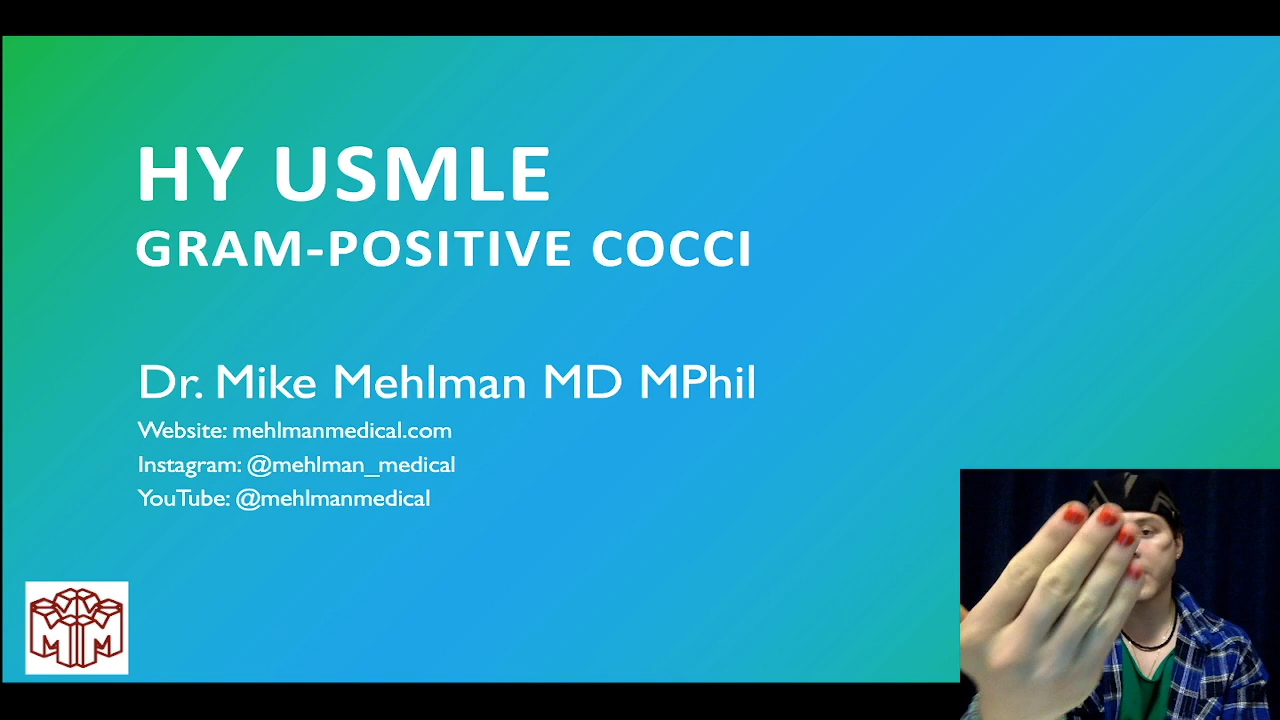 HY USMLE
GRAM-POSITIVE COCCI
Dr. Mike Mehlman MD MPhil
Website: mehlmanmedical.com
Instagram: @mehlman_medical
YouTube: @mehlmanmedical
M M